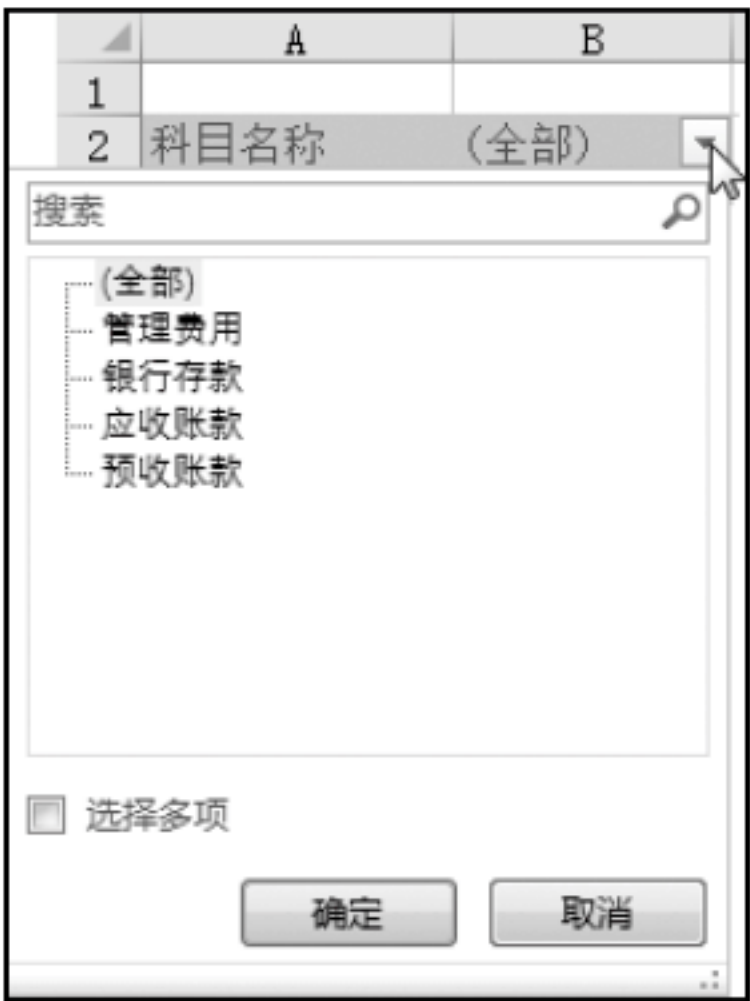 A B
1
2 科目名称 (全部)
搜索
(全部)
管理费用
银行存款
应收账款
预收账款
选择多项
确定 取消